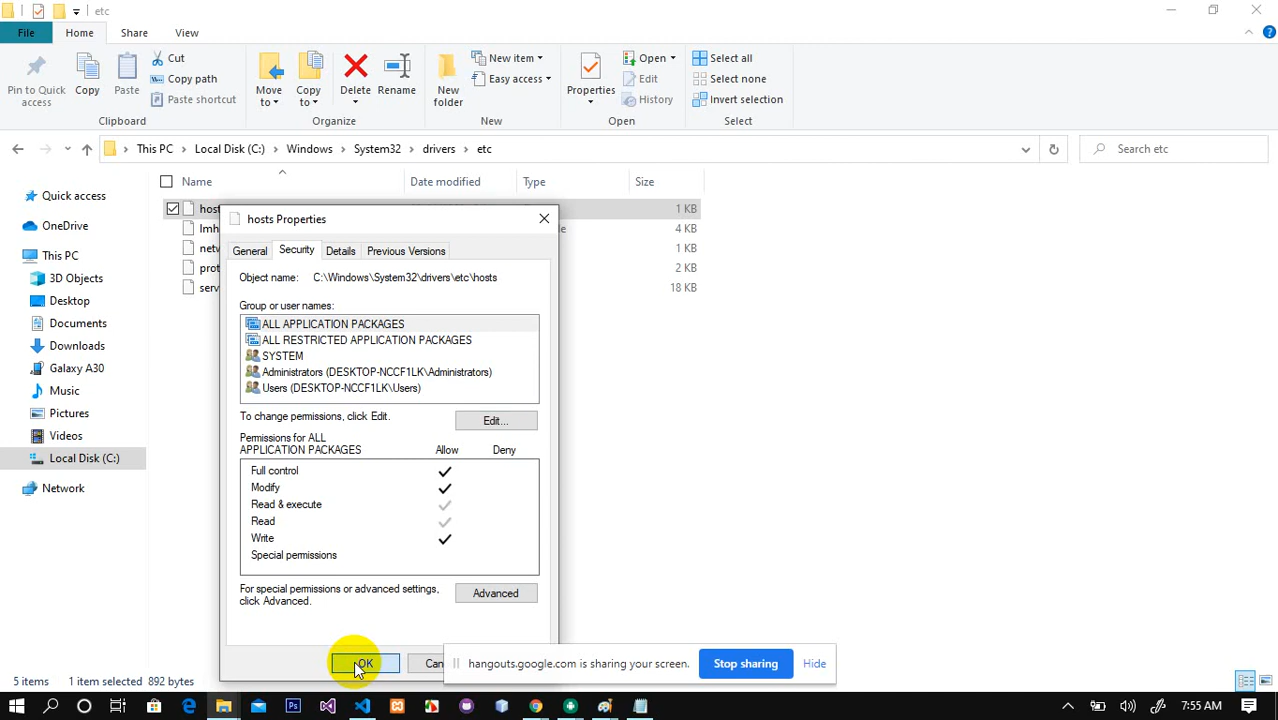 etc
File Home Share View
Pin to Quick access
Copy
Paste
Cut
Copy path
Paste shortcut
Clipboard
Move to
Copy to
Delete
Rename
Organize
New folder
New item
Easy access
New
Properties
Open
Edit
History
Open
Select all
Select none
Invert selection
Select
This PC Local Disk (C:) Windows System32 drivers etc
Search etc
Name Date modified Type Size
Quick access
OneDrive
This PC
3D Objects
Desktop
Documents
Downloads
Galaxy A30
Music
Pictures
Videos
Local Disk (C:)
Network
1 KB
4 KB
1 KB
2 KB
18 KB
hosts Properties
General Security Details Previous Versions
Object name: C:\Windows\System32\drivers\etc\hosts
Group or user names:
ALL APPLICATION PACKAGES
ALL RESTRICTED APPLICATION PACKAGES
SYSTEM
Administrators (DESKTOP-NCCF1LK\Administrators)
Users (DESKTOP-NCCF1LK\Users)
To change permissions, click Edit.
Edit...
Permissions for ALL
APPLICATION PACKAGES Allow Deny
Full control
Modify
Read & execute
Read
Write
Special permissions
For special permissions or advanced settings,
click Advanced.
Advanced
OK
hangouts.google.com is sharing your screen.
Stop sharing
Hide
5 items 1 item selected 892 bytes
7:55 AM